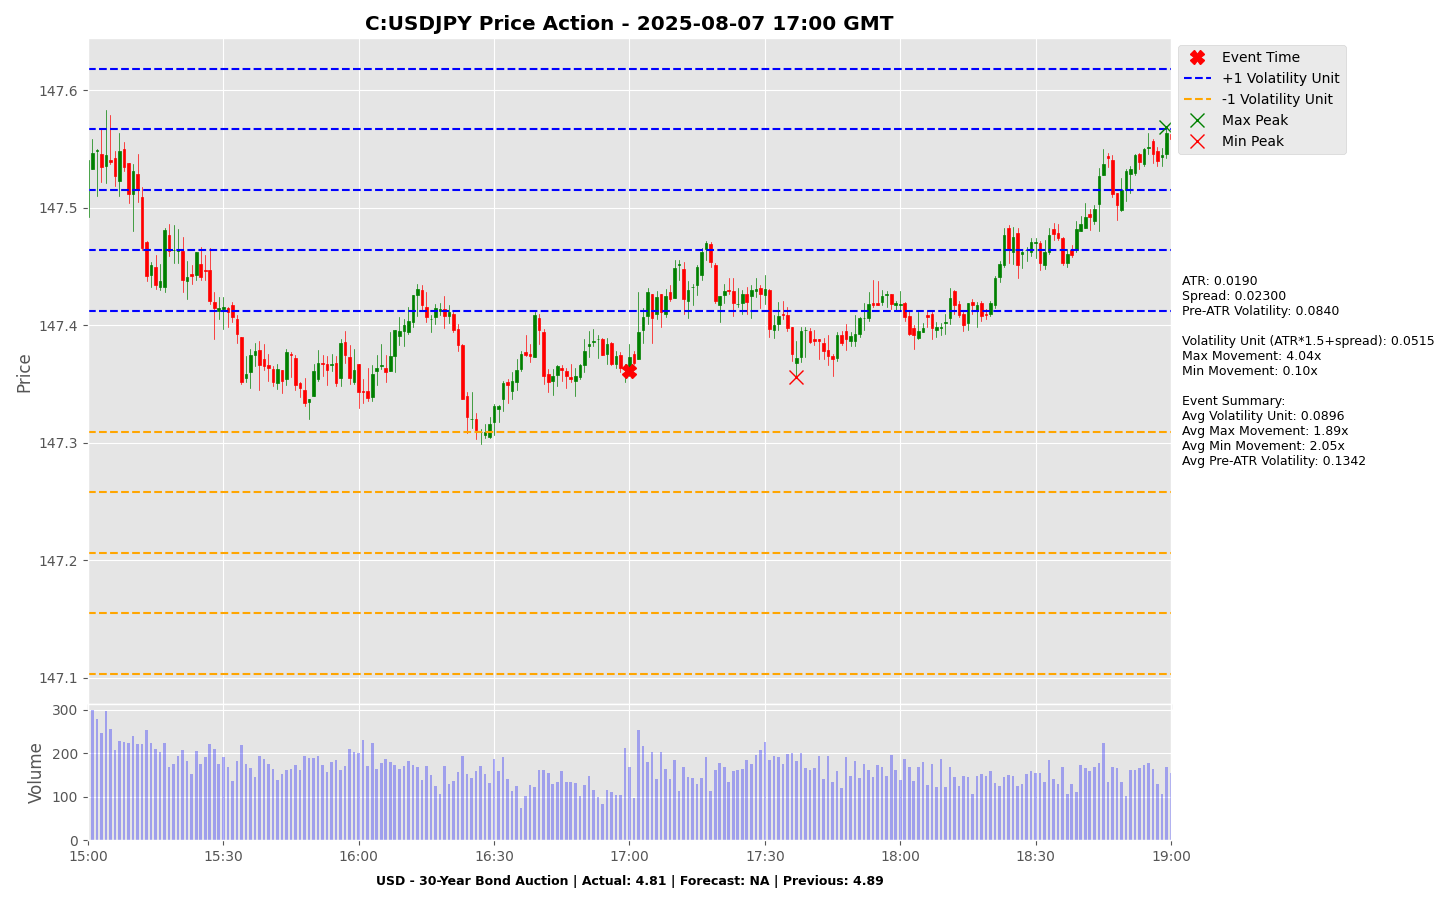 C:USDJPY Price Action - 2025-08-07 17:00 GMT
Event Time
+1 Volatility Unit
-1 Volatility Unit
Max Peak
Min Peak
147.6
147.5
147.4
147.3
147.2
147.1
Price
ATR: 0.0190
Spread: 0.02300
Pre-ATR Volatility: 0.0840
Volatility Unit (ATR*1.5+spread): 0.0515
Max Movement: 4.04x
Min Movement: 0.10x
Event Summary:
Avg Volatility Unit: 0.0896
Avg Max Movement: 1.89x
Avg Min Movement: 2.05x
Avg Pre-ATR Volatility: 0.1342
300
200
100
0
Volume
15:00 15:30 16:00 16:30 17:00 17:30 18:00 18:30 19:00
USD - 30-Year Bond Auction | Actual: 4.81 | Forecast: NA | Previous: 4.89